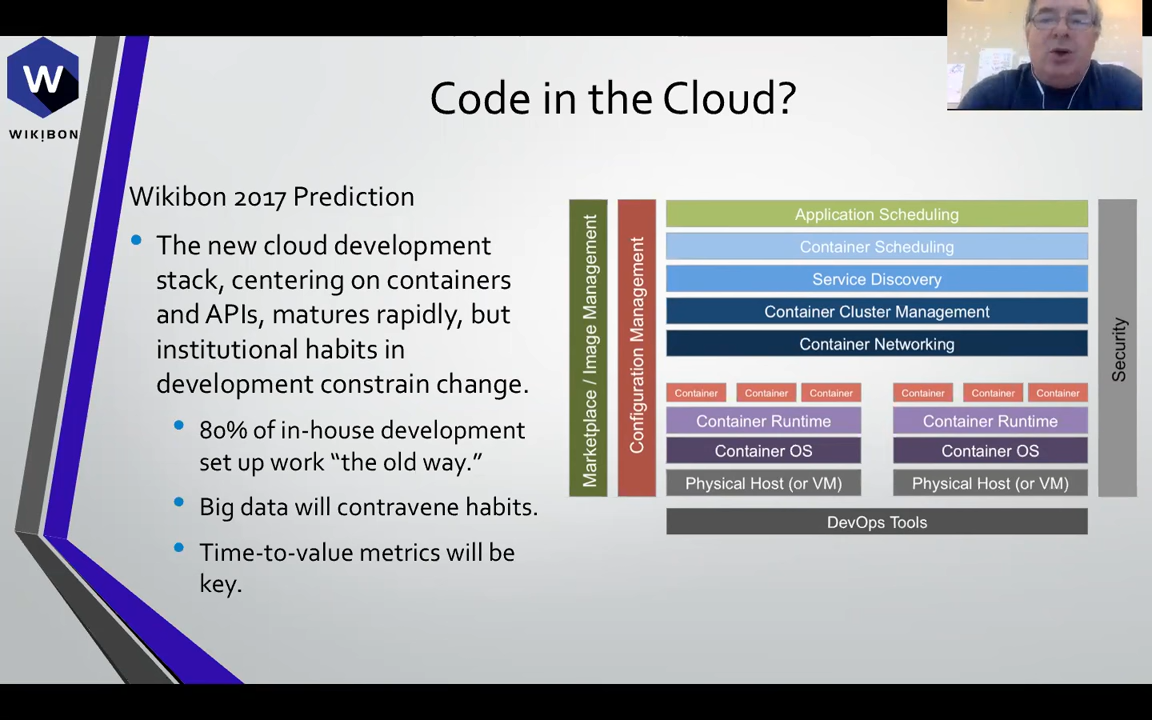 W
WIKIBON
Code in the Cloud?
Wikibon 2017 Prediction
• The new cloud development
stack, centering on containers
and APIs, matures rapidly, but
institutional habits in
development constrain change.
• 80% of in-house development
set up work “the old way.”
• Big data will contravene habits.
• Time-to-value metrics will be
key.
Marketplace / Image Management
Configuration Management
Application Scheduling
Container Scheduling
Service Discovery
Container Cluster Management
Container Networking
Container Container Container Container Container Container
Container Runtime Container Runtime
Container OS Container OS
Physical Host (or VM) Physical Host (or VM)
DevOps Tools
Security